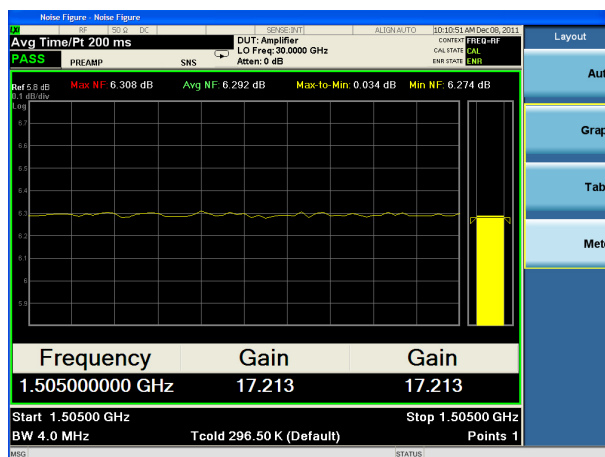 Noise Figure - Noise Figure
LXI RF 50 Ω DC SENSE:INT ALIGN AUTO 10:10:51 AM Dec 08, 2011
Avg Time/Pt 200 ms
DUT: Amplifier
LO Freq: 30.0000 GHz
Atten: 0 dB
CONTEXT FREQ=RF
CAL STATE CAL
ENR STATE ENR
PASS PREAMP SNS
Layout
Ref 5.8 dB
0.1 dB/div
Log
Max NF: 6.308 dB Avg NF: 6.292 dB Max-to-Min: 0.034 dB Min NF: 6.274 dB
6.7
6.6
6.5
6.4
6.3
6.2
6.1
6
5.9
Aut
Grap
Tab
Mete
Frequency Gain Gain
1.505000000 GHz 17.213 17.213
Start 1.50500 GHz Stop 1.50500 GHz
BW 4.0 MHz Tcold 296.50 K (Default) Points 1
MSG STATUS